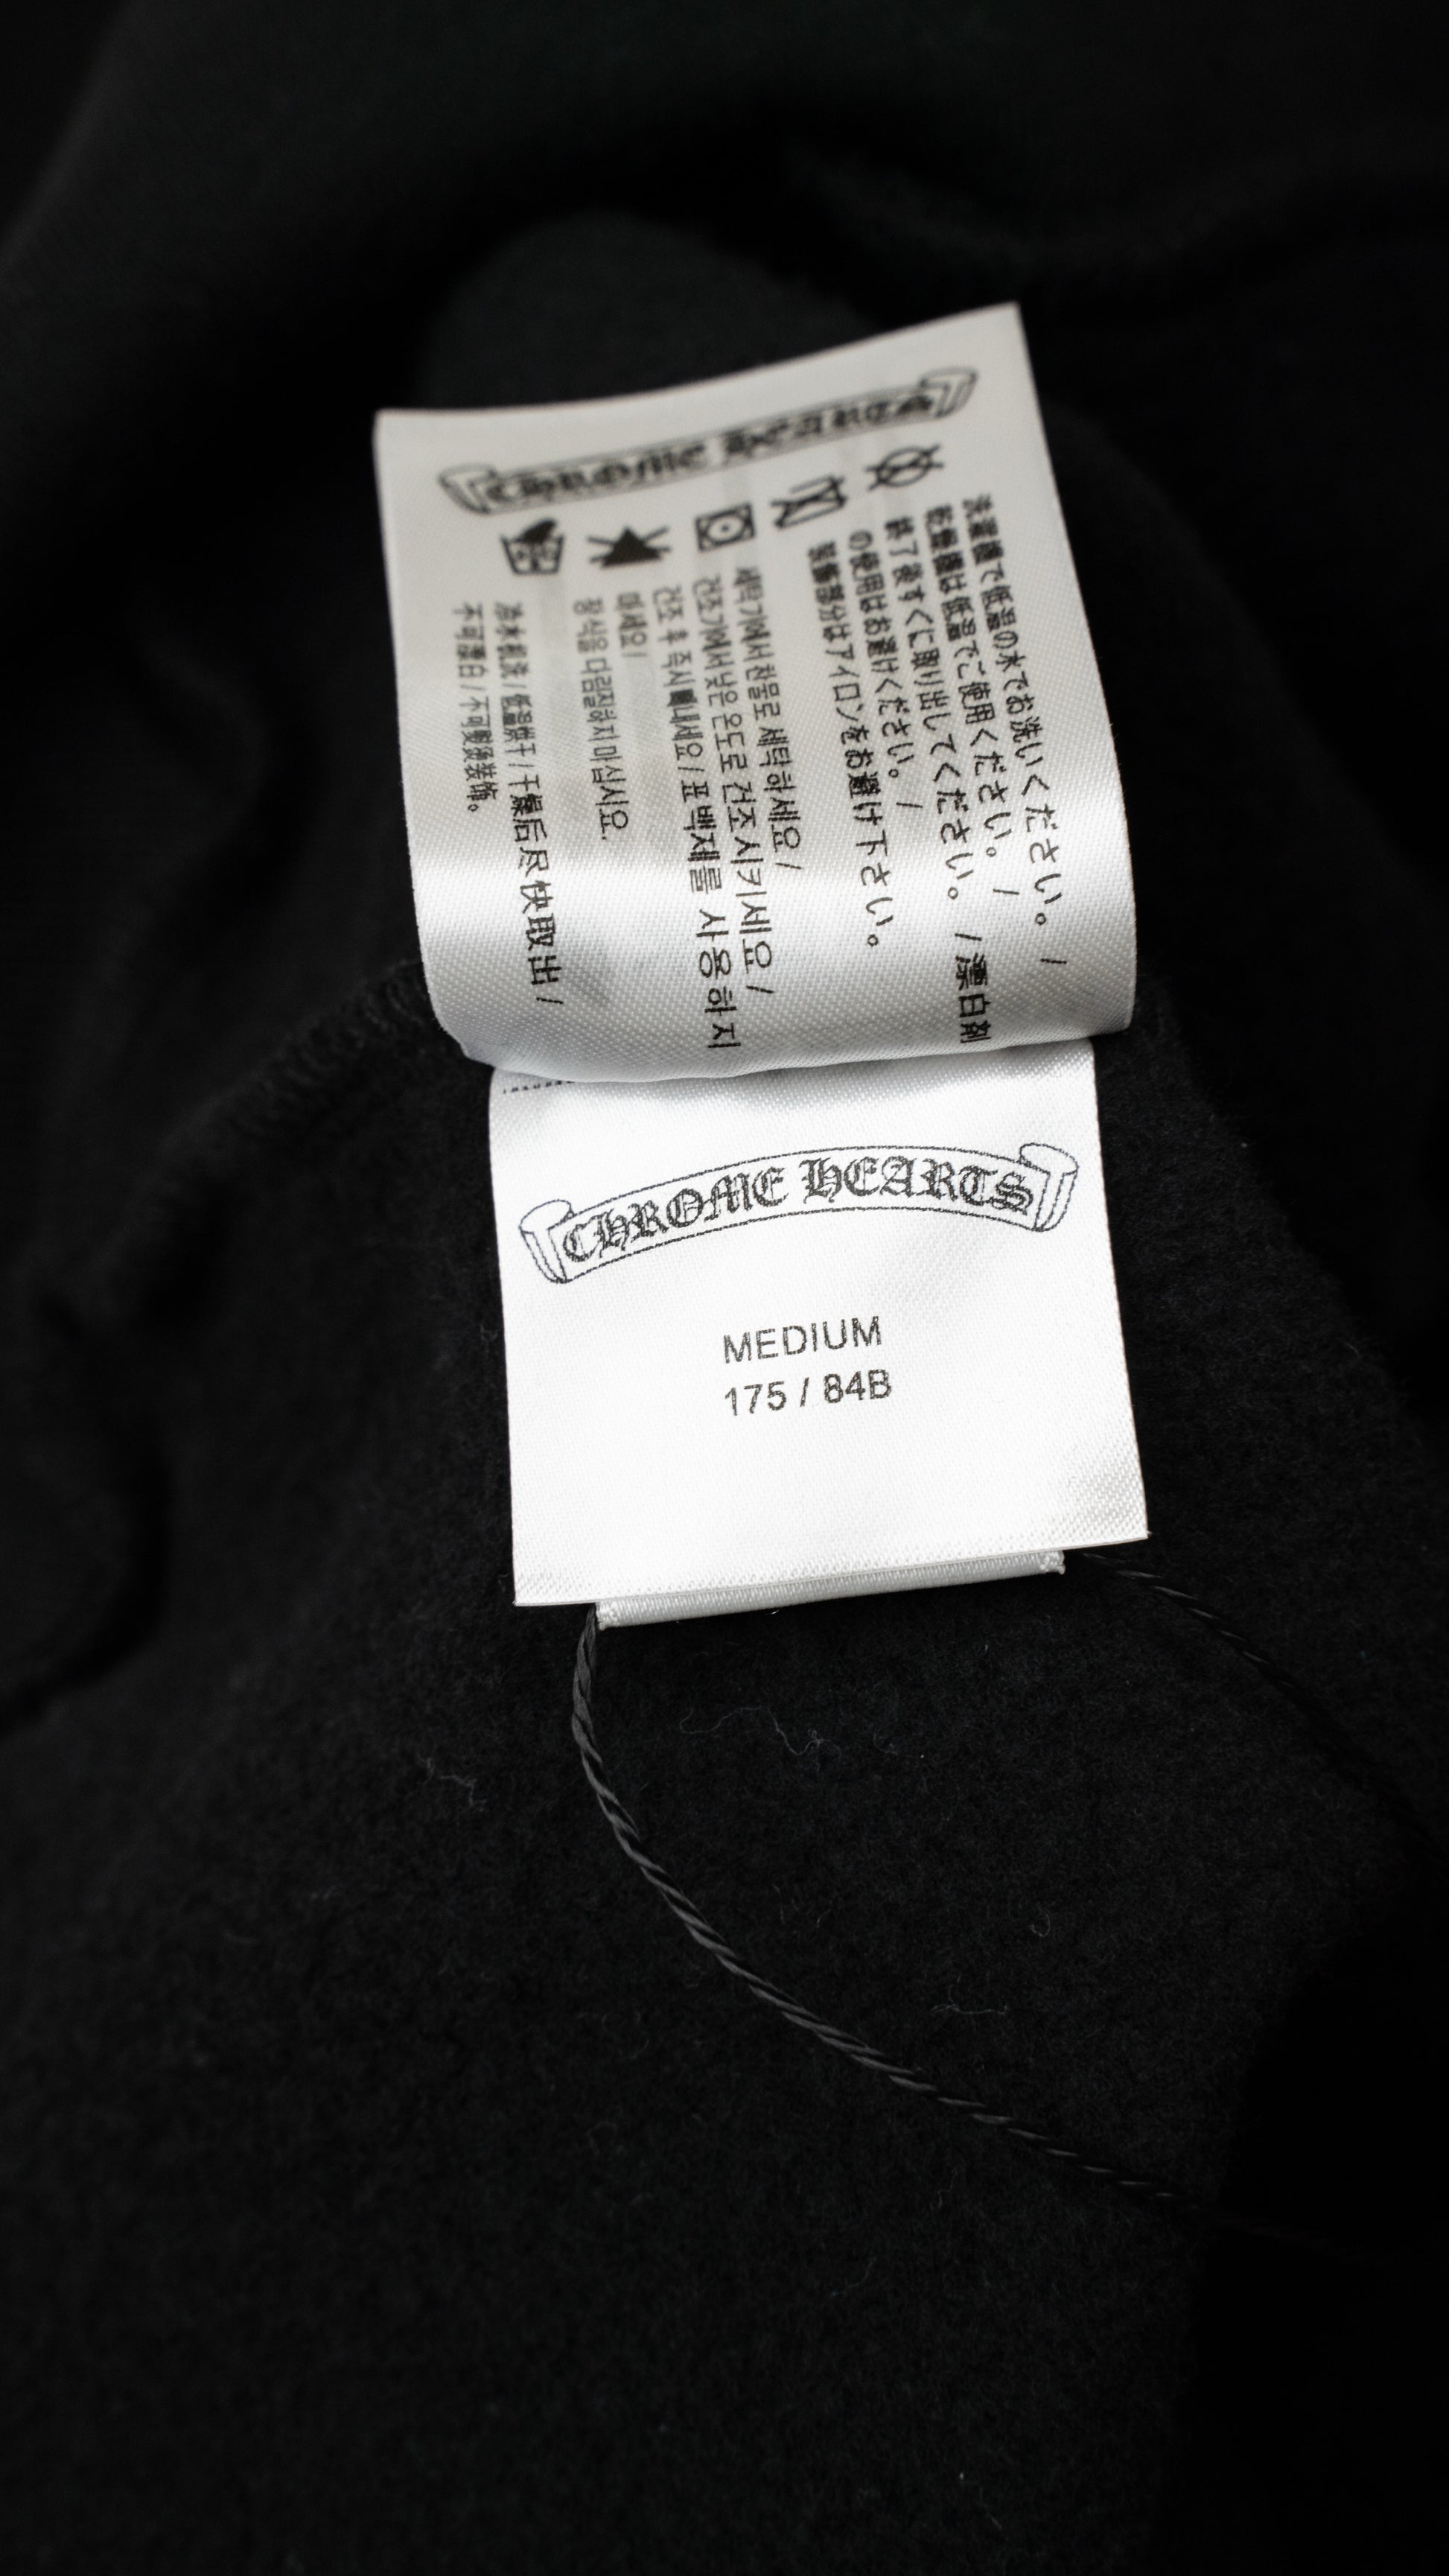 CHROME HEARTS
洗濯機で低温の水でお洗いください。 /
乾燥機は低温でご使用ください。 /
終了後すぐに取り出してください。 / 漂白剤
の使用はお避けください。 /
装飾部分はアイロンをお避け下さい。
세탁기에서 찬물로 세탁하세요 /
건조기에서 낮은 온도로 건조시키세요 /
건조 후 즉시 빼내세요 / 표백제를 사용하지
마세요 /
장식을 다림질하지 마십시오.
冷水机洗 / 低温烘干 / 干燥后尽快取出 /
不可漂白 / 不可熨烫装饰。
CHROME HEARTS
MEDIUM
175 / 84B